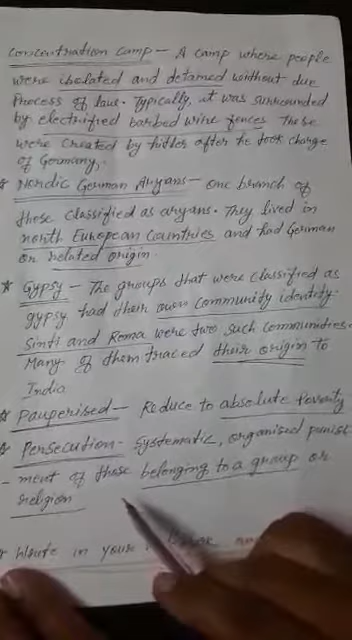 Concentration camp - A camp where people
were isolated and detained without due
Process of law. Typically, it was surrounded
by electrified barbed wire fences These
were created by hitler after he took charge
of Germany,
* Nordic German Aryans - one branch of
those classified as aryans. They lived in
north European countries and had German
or related origin.
* Gypsy - The groups that were classified as
gypsy had their own community identity.
Sinti and Roma were two such communities.
Many of them traced their origin to
India
* Pauperised - Reduce to absolute Poverty
* Persecution - Systematic, organised punish
- ment of those belonging to a group or
religion
* Write in your